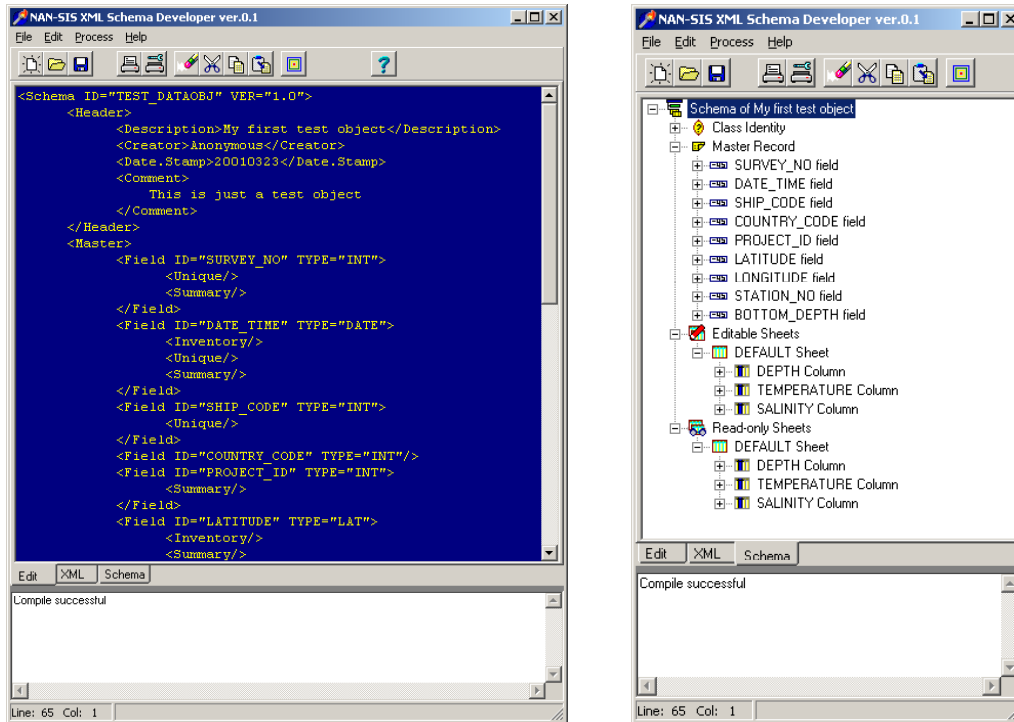 NAN-SIS XML Schema Developer ver.0.1
File Edit Process Help
<Schema ID="TEST_DATAOBJ" VER="1.0">
<Header>
<Description>My first test object</Description>
<Creator>Anonymous</Creator>
<Date.Stamp>20010323</Date.Stamp>
<Comment>
This is just a test object
</Comment>
</Header>
<Master>
<Field ID="SURVEY_NO" TYPE="INT">
<Unique/>
<Summary/>
</Field>
<Field ID="DATE_TIME" TYPE="DATE">
<Inventory/>
<Unique/>
<Summary/>
</Field>
<Field ID="SHIP_CODE" TYPE="INT">
<Unique/>
</Field>
<Field ID="COUNTRY_CODE" TYPE="INT"/>
<Field ID="PROJECT_ID" TYPE="INT">
<Summary/>
</Field>
<Field ID="LATITUDE" TYPE="LAT">
<Inventory/>
<Summary/>
Edit XML Schema
Compile successful
Line: 65 Col: 1
NAN-SIS XML Schema Developer ver.0.1
File Edit Process Help
Schema of My first test object
Class Identity
Master Record
SURVEY_NO field
DATE_TIME field
SHIP_CODE field
COUNTRY_CODE field
PROJECT_ID field
LATITUDE field
LONGITUDE field
STATION_NO field
BOTTOM_DEPTH field
Editable Sheets
DEFAULT Sheet
DEPTH Column
TEMPERATURE Column
SALINITY Column
Read-only Sheets
DEFAULT Sheet
DEPTH Column
TEMPERATURE Column
SALINITY Column
Edit XML Schema
Compile successful
Line: 65 Col: 1